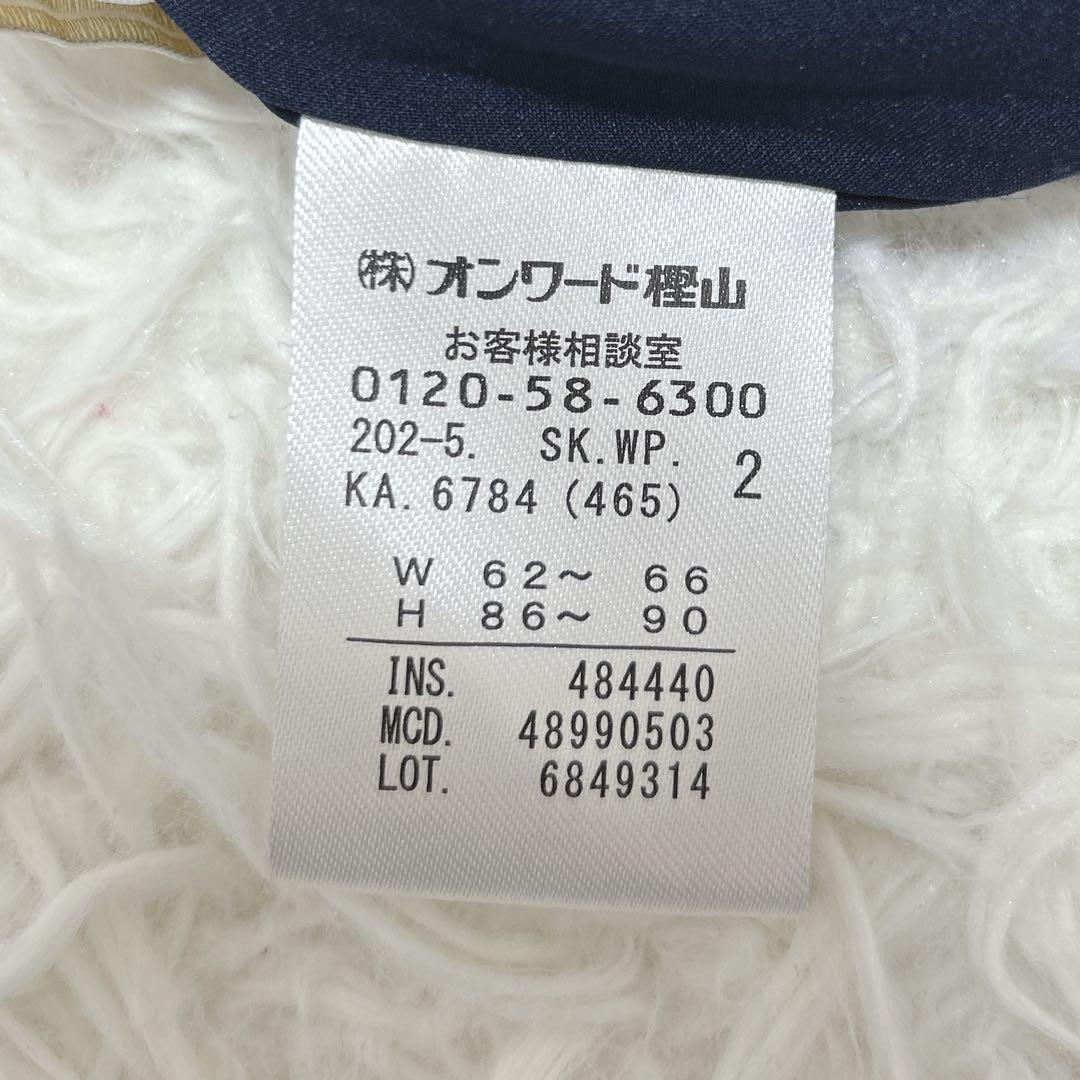 ㈱オンワード樫山
お客様相談室
0120-58-6300
202-5. SK.WP. 2
KA. 6784 (465)
W 62～ 66
H 86～ 90
INS. 484440
MCD. 48990503
LOT. 6849314